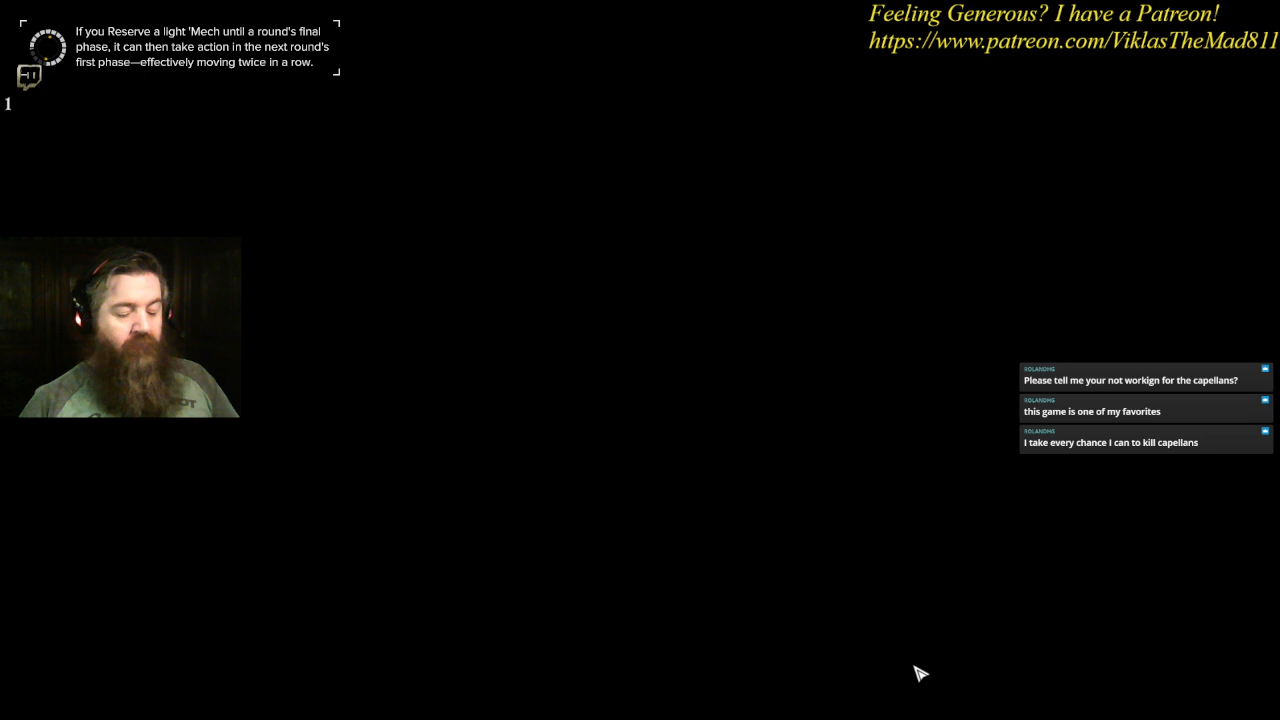 If you Reserve a light 'Mech until a round's final
phase, it can then take action in the next round's
first phase—effectively moving twice in a row.
1
Feeling Generous? I have a Patreon!
https://www.patreon.com/ViklasTheMad811
ROLANDHG
Please tell me your not workign for the capellans?
ROLANDHG
this game is one of my favorites
ROLANDHG
I take every chance I can to kill capellans